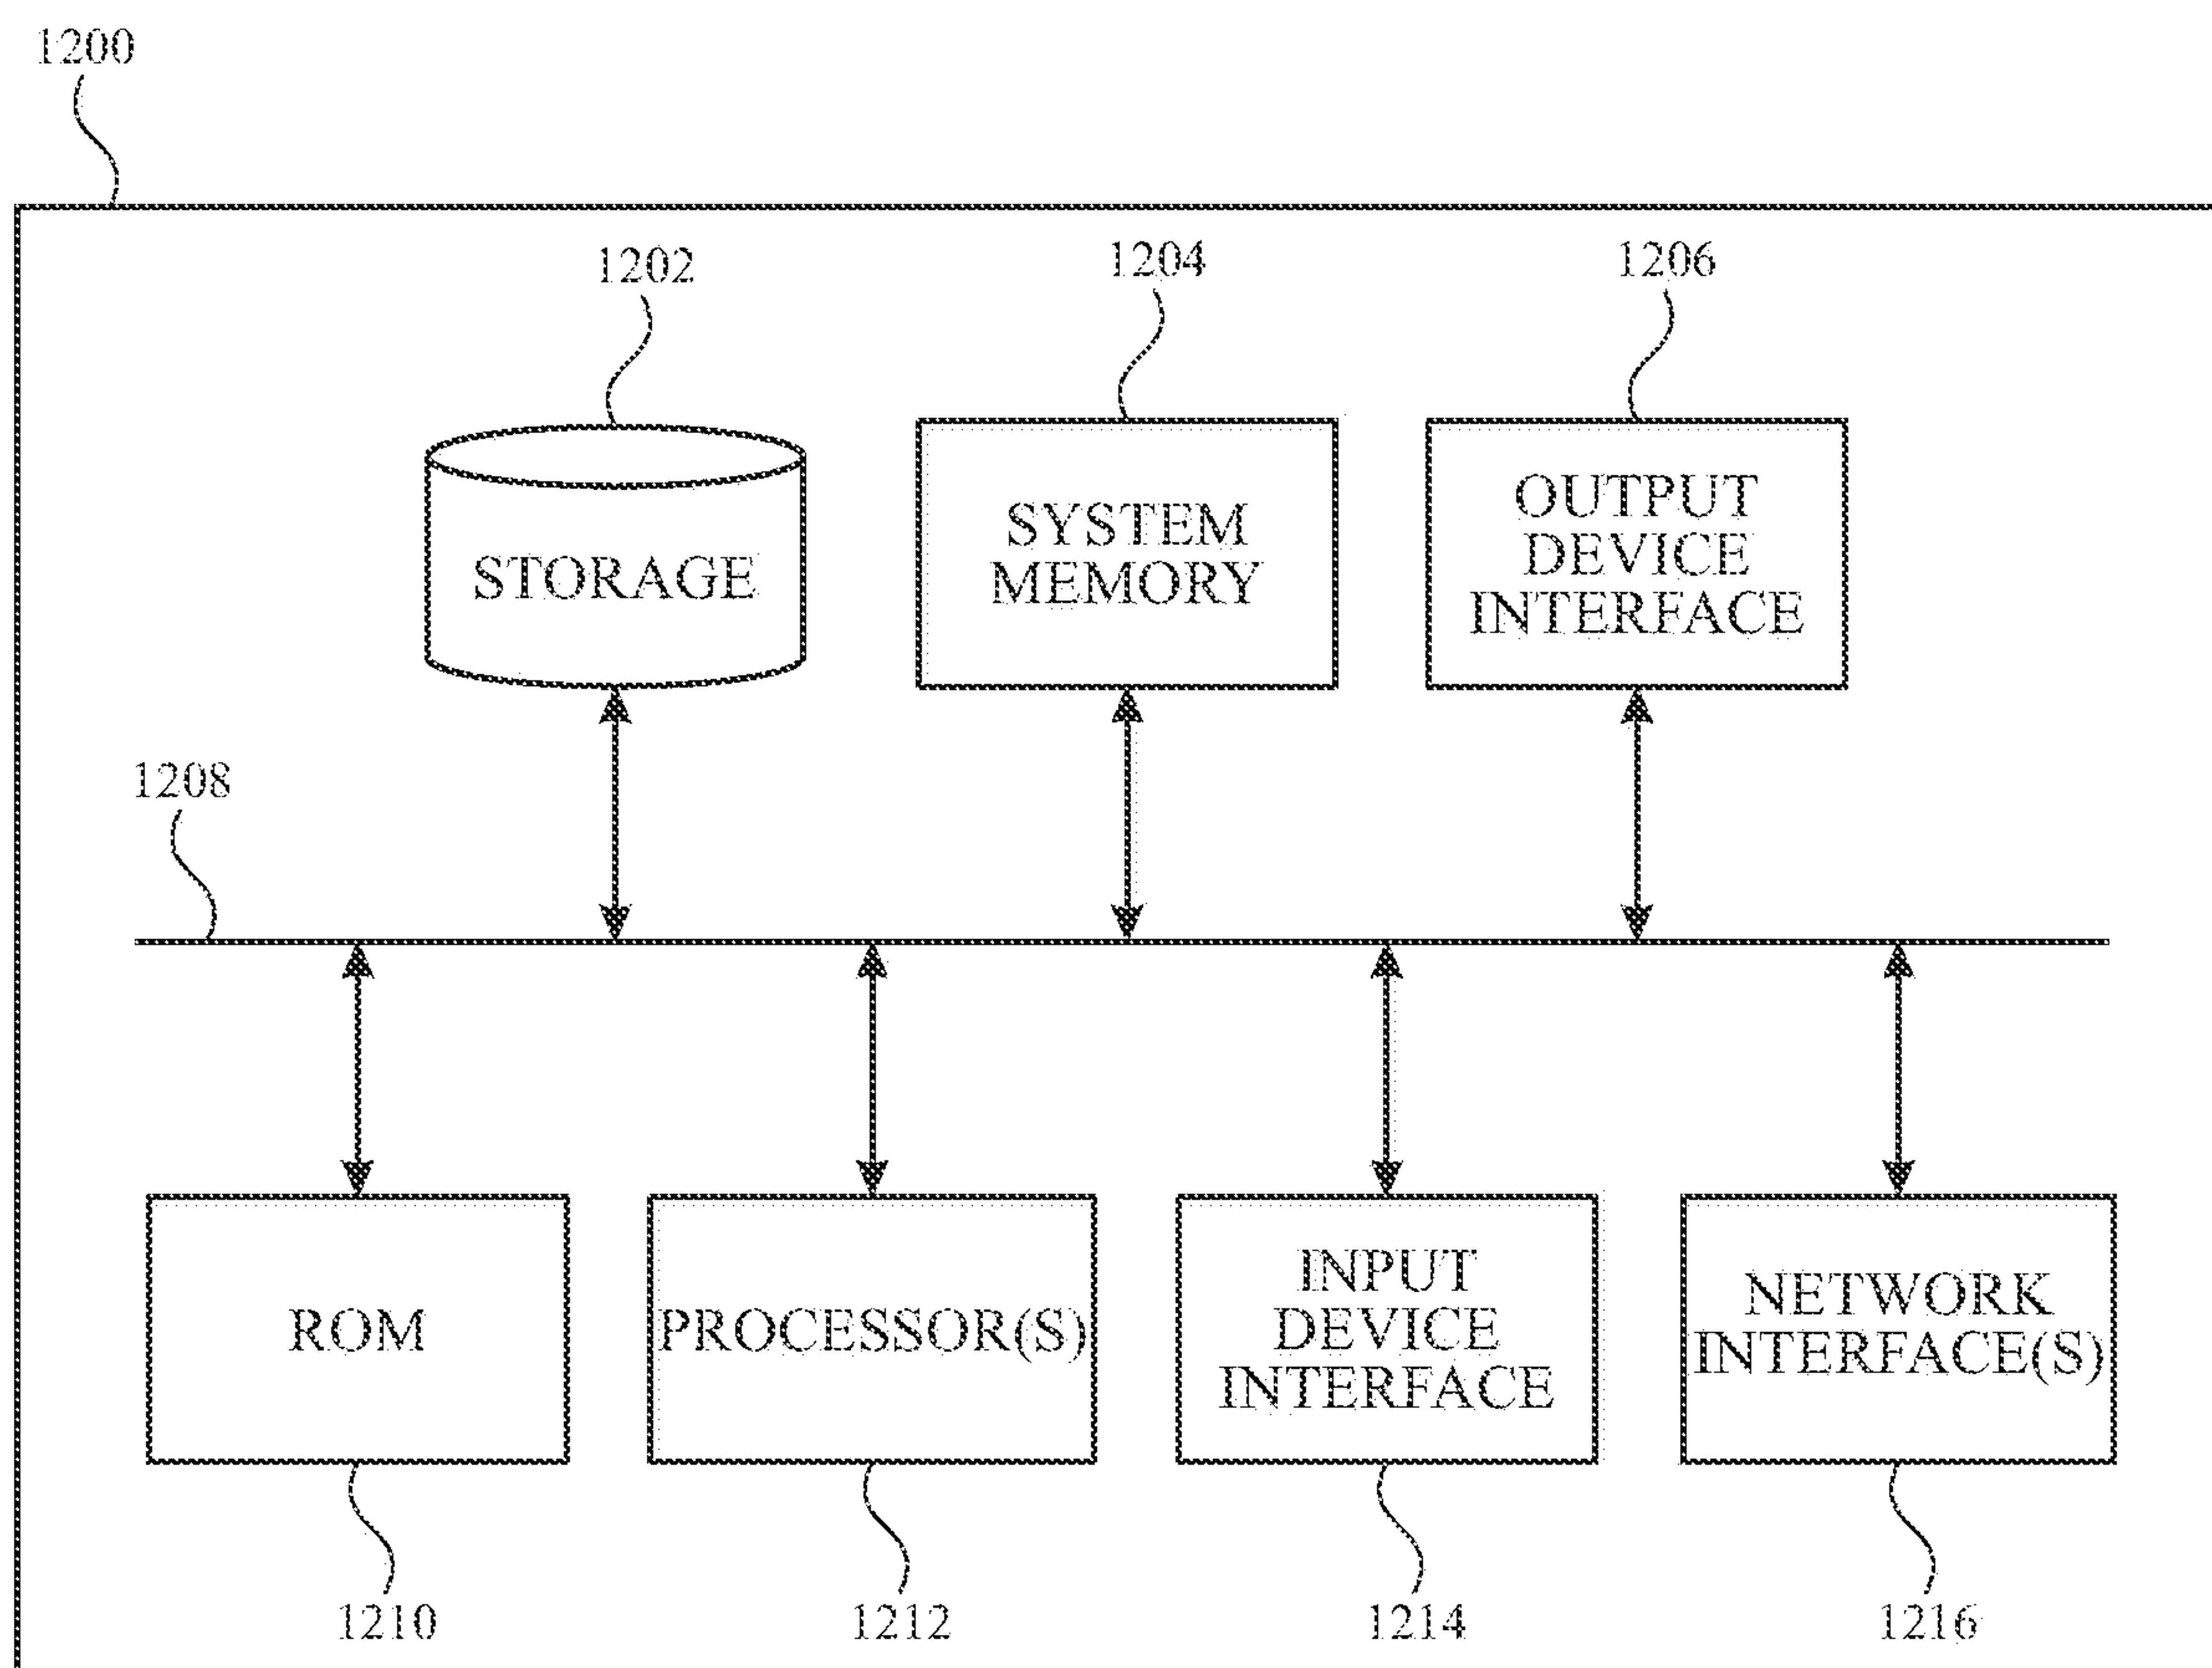 1200
1202
1204
1206
STORAGE
SYSTEM
MEMORY
OUTPUT
DEVICE
INTERFACE
1208
ROM
PROCESSOR(S)
INPUT
DEVICE
INTERFACE
NETWORK
INTERFACE(S)
1210
1212
1214
1216